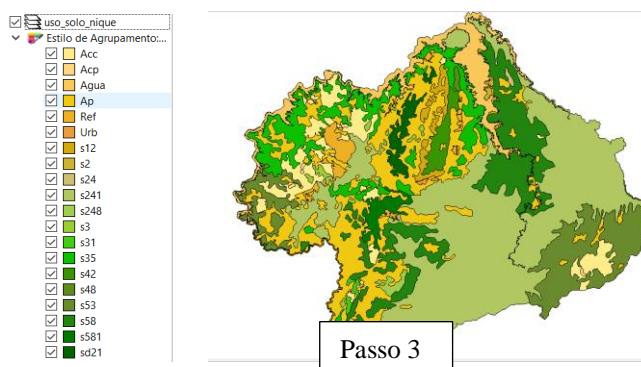 uso_solo_nique
Estilo de Agrupamento:...
Acc
Acp
Agua
Ap
Ref
Urb
s12
s2
s24
s241
s248
s3
s31
s35
s42
s48
s53
s58
s581
sd21
Passo 3